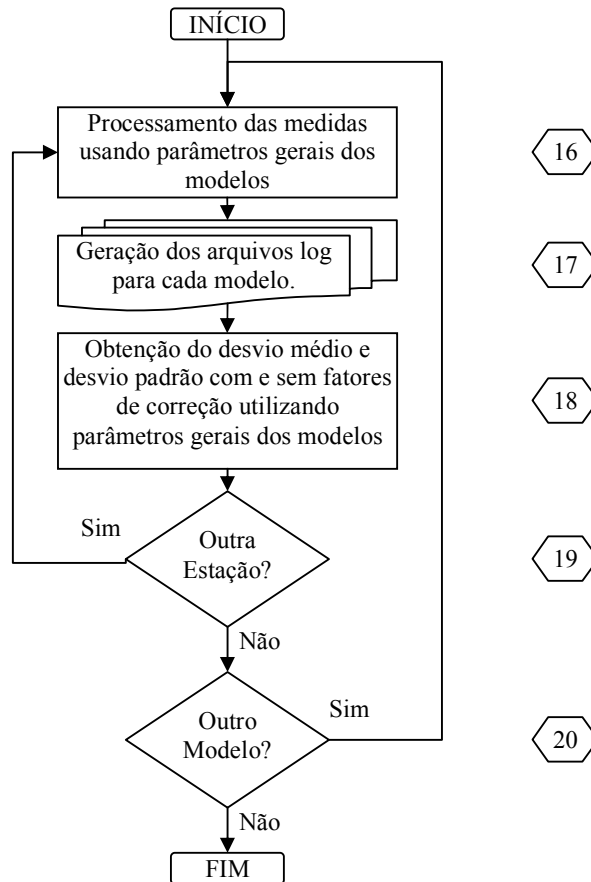 INÍCIO
Processamento das medidas
usando parâmetros gerais dos
modelos
16
Geração dos arquivos log
para cada modelo.
17
Obtenção do desvio médio e
desvio padrão com e sem fatores
de correção utilizando
parâmetros gerais dos modelos
18
Sim
Outra
Estação?
19
Não
Outro
Modelo?
Sim
20
Não
FIM